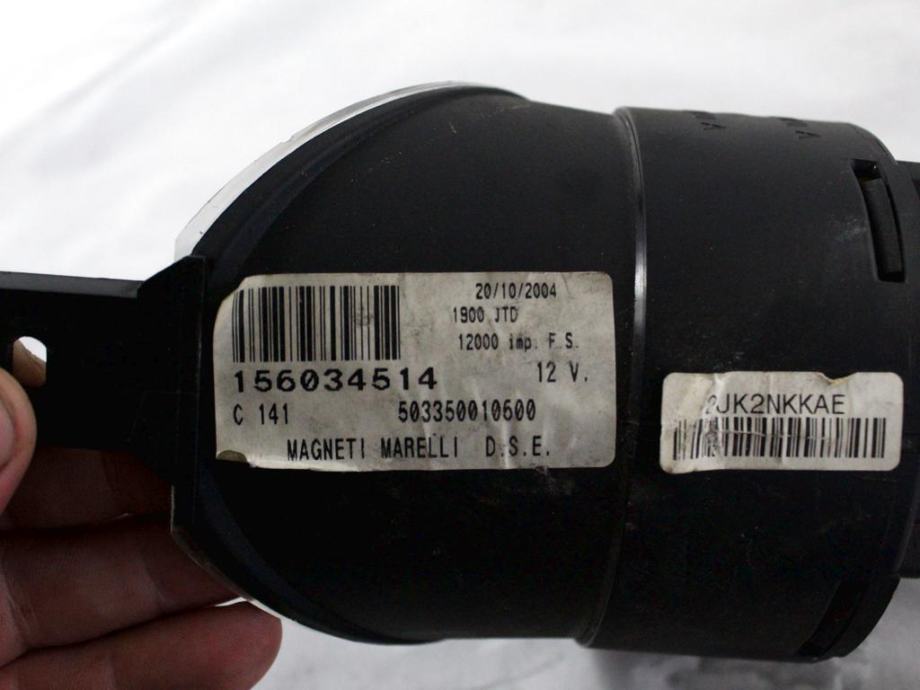 20/10/2004
1900 JTD
12000 imp. F.S.
156034514 12 V.
C 141 503350010600
MAGNETI MARELLI D.S.E.
2JK2NKKAE